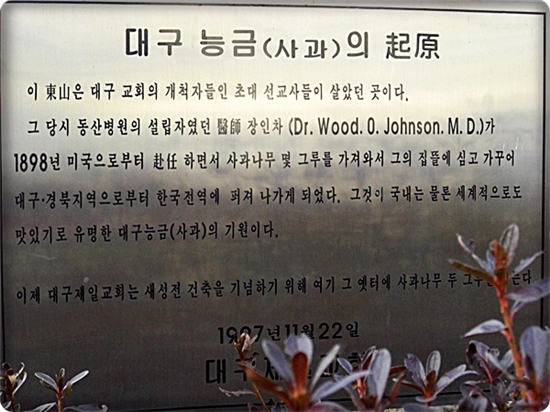 대구 능금(사과)의 起原
이 東山은 대구 교회의 개척자들인 초대 선교사들이 살았던 곳이다.
그 당시 동산병원의 설립자였던 醫師 장인차 (Dr. Wood. O. Johnson. M. D.)가
1898년 미국으로부터 赴任 하면서 사과나무 몇 그루를 가져와서 그의 집뜰에 심고 가꾸어
대구·경북지역으로부터 한국전역에 퍼져 나가게 되었다. 그것이 국내는 물론 세계적으로도
맛있기로 유명한 대구능금(사과)의 기원이다.
이제 대구제일교회는 새성전 건축을 기념하기 위해 여기 그 옛터에 사과나무 두
1997년 11월 22일